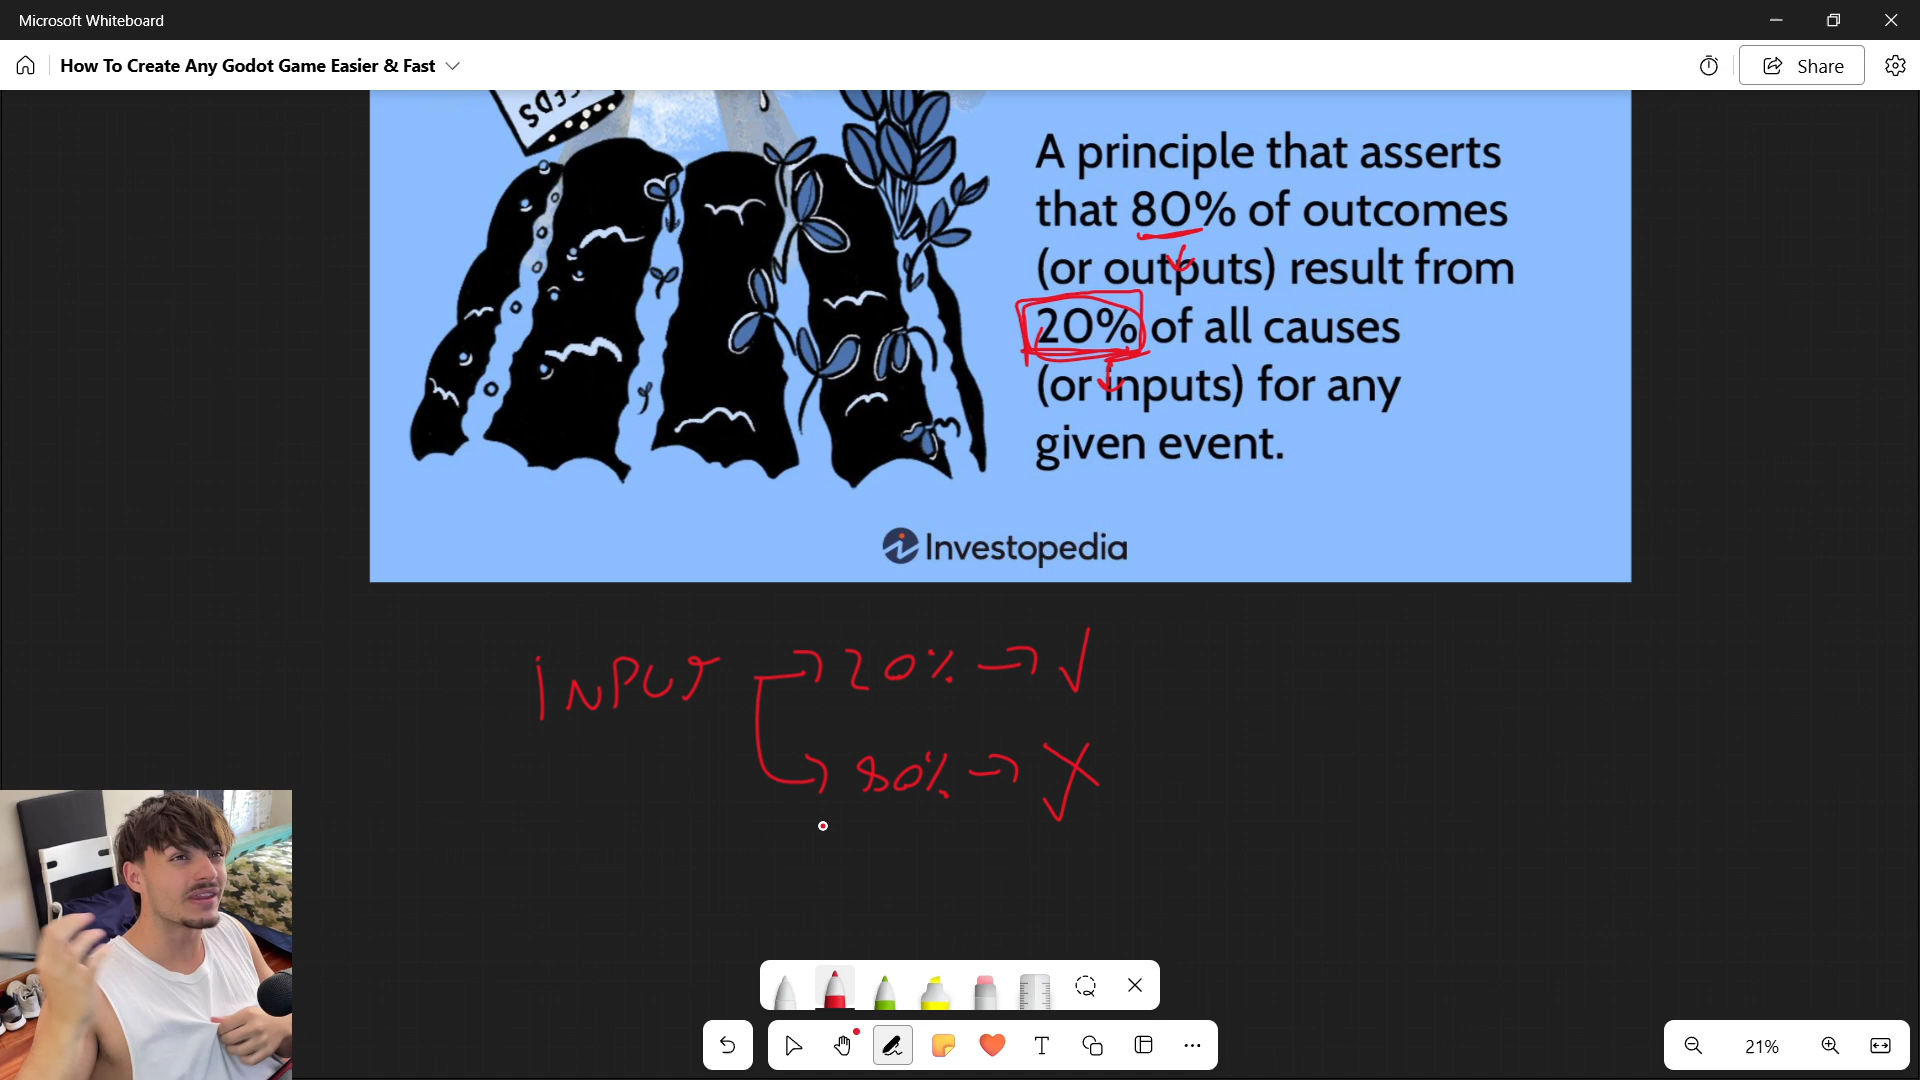 Microsoft Whiteboard
How To Create Any Godot Game Easier & Fast
Share
SEEDS
A principle that asserts
that 80% of outcomes
(or outputs) result from
20% of all causes
(or inputs) for any
given event.
Investopedia
INPUT → 20% → ✓
→ 80% → X
21%